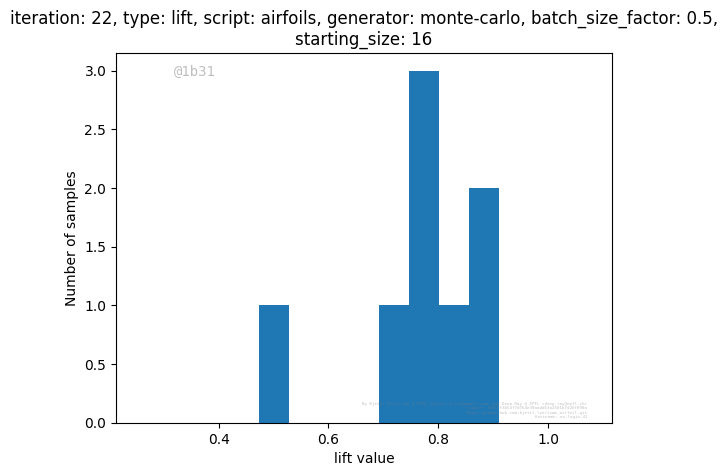 iteration: 22, type: lift, script: airfoils, generator: monte-carlo, batch_size_factor: 0.5,
starting_size: 16
@1b31
3.0
2.5
2.0
1.5
1.0
0.5
0.0
Number of samples
0.4 0.6 0.8 1.0
lift value